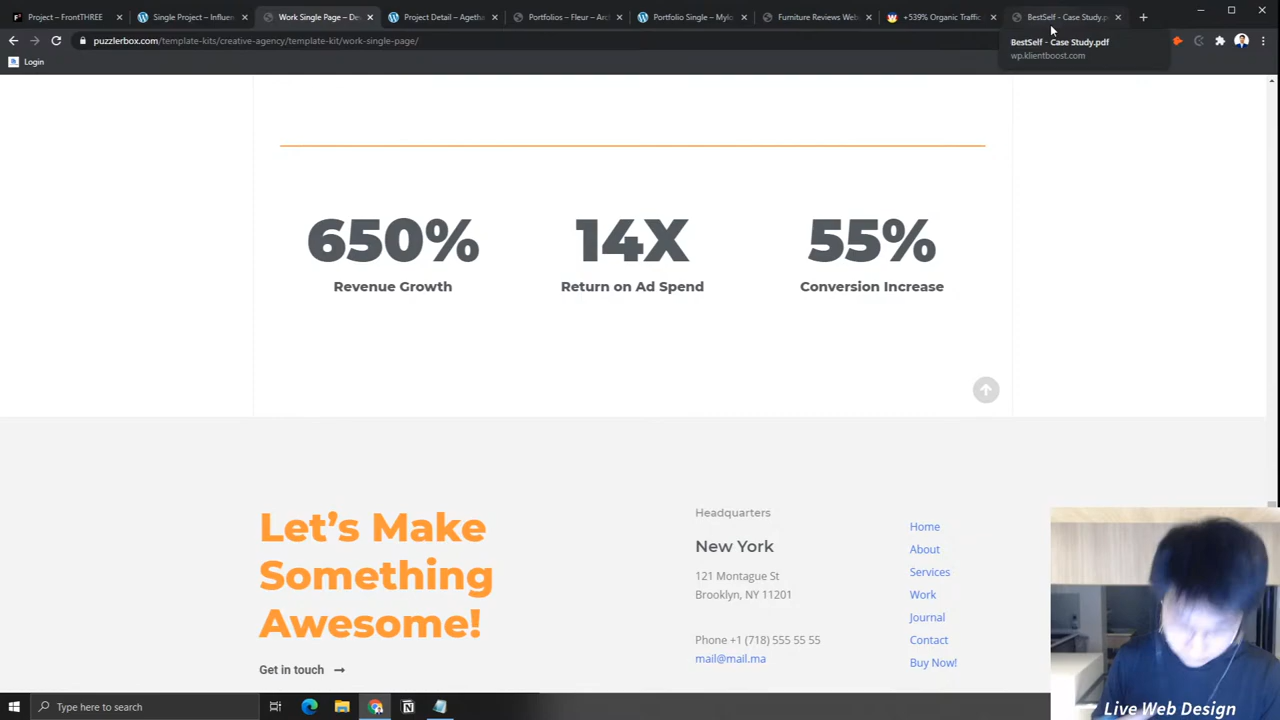 Project – FrontTHREE
Single Project – Influen
Work Single Page – De
Project Detail – Ageth
Portfolios – Fleur – Arc
Portfolio Single – Mylo
Furniture Reviews Web
+539% Organic Traffic
BestSelf - Case Study.p
puzzlerbox.com/template-kits/creative-agency/template-kit/work-single-page/
BestSelf - Case Study.pdf
wp.klientboost.com
Login
650%
14X
55%
Revenue Growth
Return on Ad Spend
Conversion Increase
Let's Make
Something
Awesome!
Get in touch
Headquarters
New York
121 Montague St
Brooklyn, NY 11201
Phone +1 (718) 555 55 55
mail@mail.ma
Home
About
Services
Work
Journal
Contact
Buy Now!
Type here to search
Live Web Design